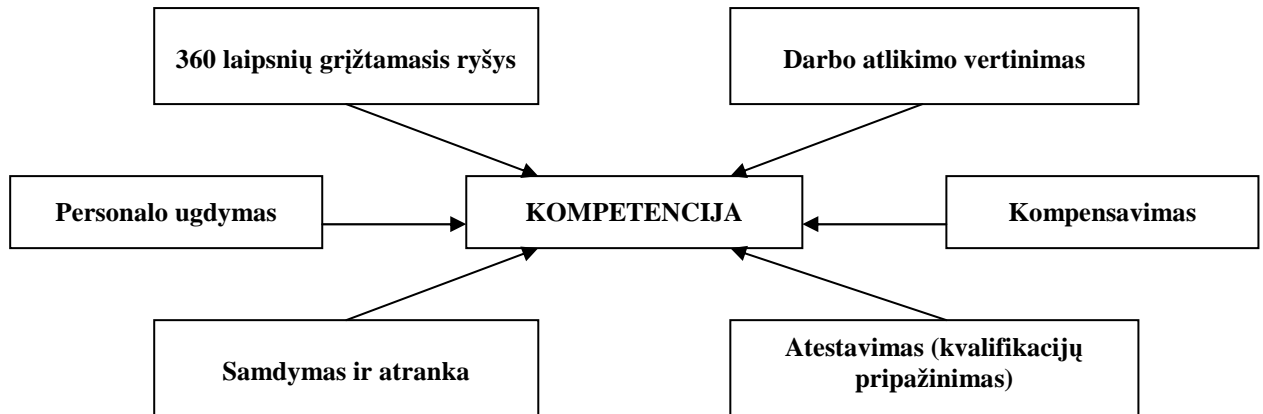 360 laipsnių grįžtamasis ryšys
Darbo atlikimo vertinimas
Personalo ugdymas
KOMPETENCIJA
Kompensavimas
Samdymas ir atranka
Atestavimas (kvalifikacijų
pripažinimas)